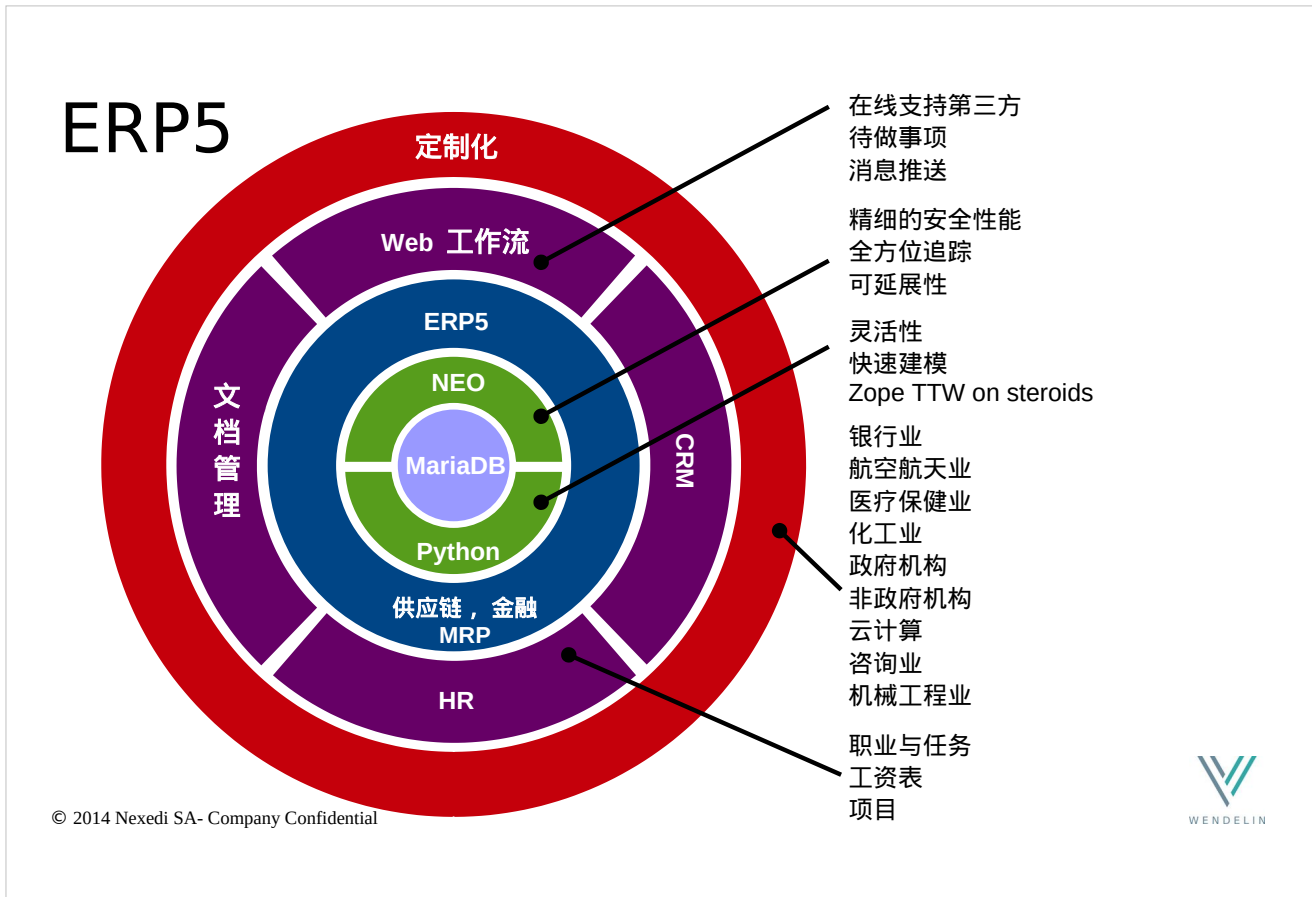 ERP5
定制化
Web 工作流
ERP5
NEO
MariaDB
Python
供应链 ，金融
MRP
文
档
管
理
CRM
HR
在线支持第三方
待做事项
消息推送
精细的安全性能
全方位追踪
可延展性
灵活性
快速建模
Zope TTW on steroids
银行业
航空航天业
医疗保健业
化工业
政府机构
非政府机构
云计算
咨询业
机械工程业
职业与任务
工资表
项目
© 2014 Nexedi SA- Company Confidential
WENDELIN